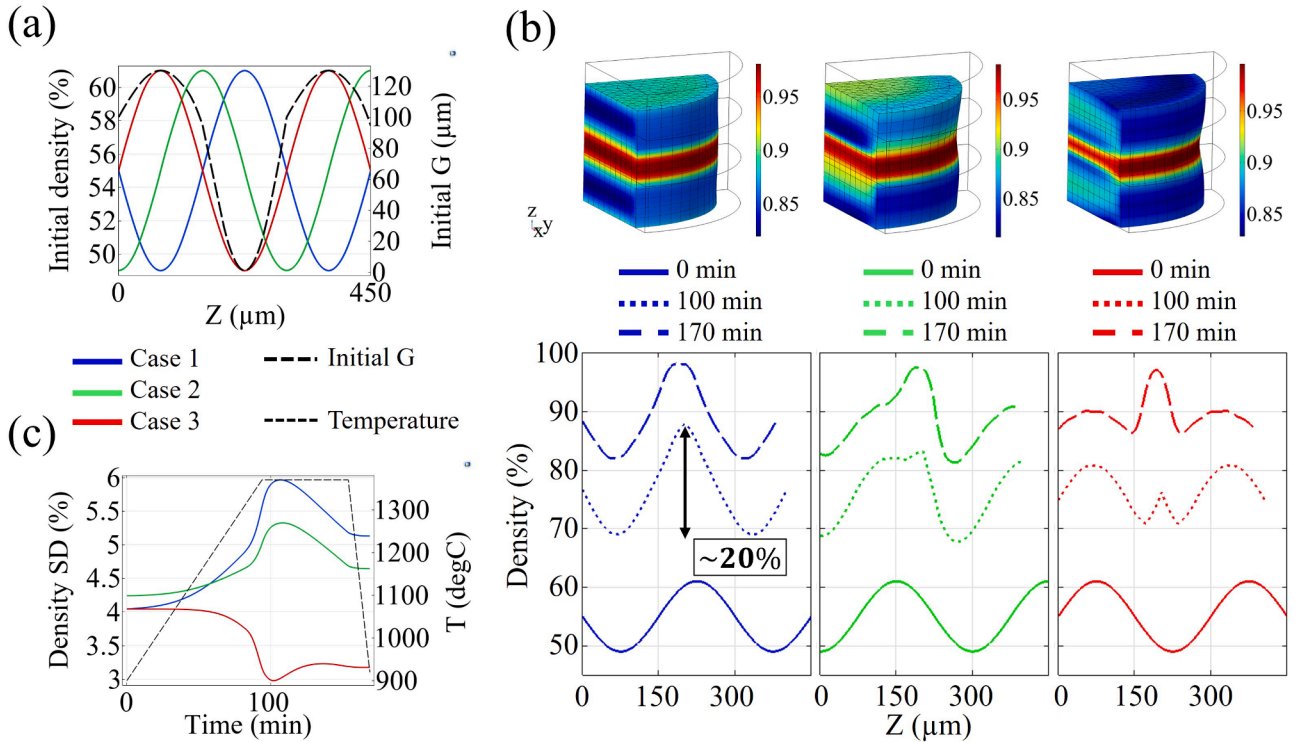 (a)
Initial density (%)
60
58
56
54
52
50
120
100
80
60
40
20
0
Initial G (µm)
0
450
Z (µm)
Case 1
Case 2
Case 3
Initial G
Temperature
(b)
0.95
0.9
0.85
0.95
0.9
0.85
0.95
0.9
0.85
z
x y
0 min
100 min
170 min
0 min
100 min
170 min
0 min
100 min
170 min
Density (%)
100
90
80
70
60
50
~20%
0 150 300
0 150 300
0 150 300
Z (µm)
(c)
Density SD (%)
6
5.5
5
4.5
4
3.5
3
1300
1200
1100
1000
900
T (degC)
0
100
Time (min)